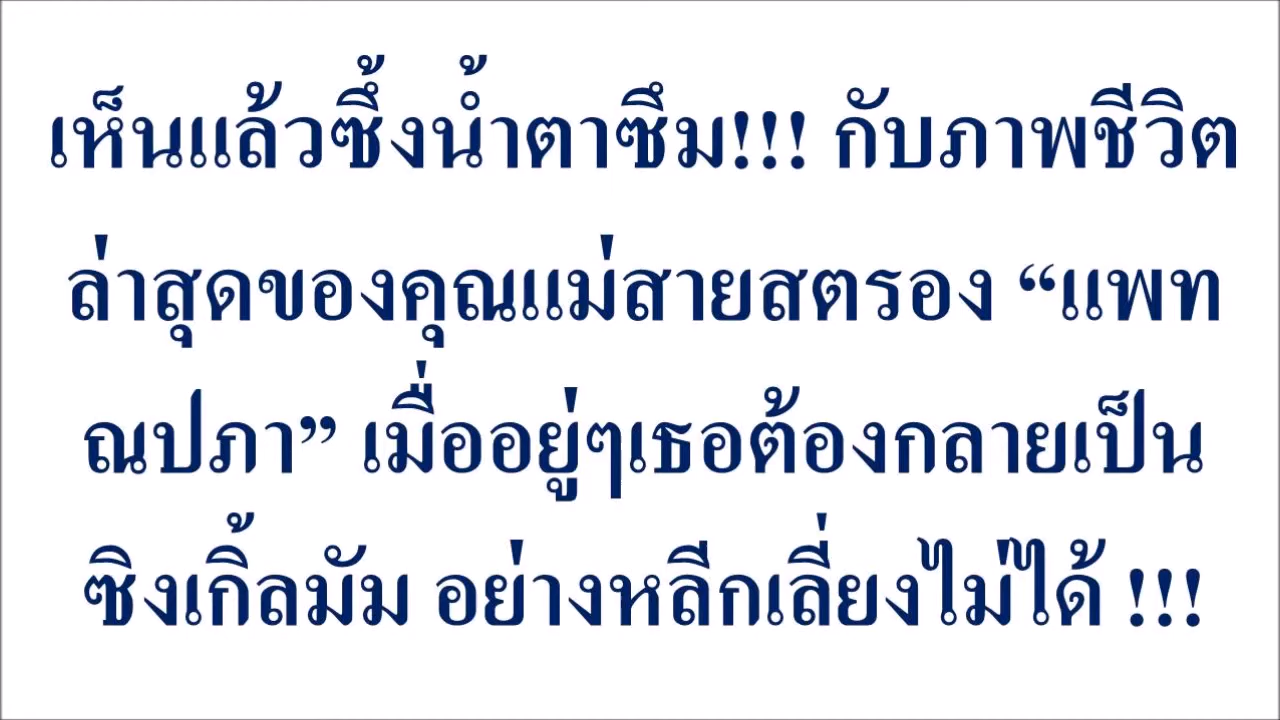 เห็นแล้วซึ้งน้ำตาซึม!!! กับภาพชีวิต
ล่าสุดของคุณแม่สายสตรอง “แพท
ณปภา” เมื่ออยู่ๆเธอต้องกลายเป็น
ซิงเกิ้ลมัม อย่างหลีกเลี่ยงไม่ได้ !!!